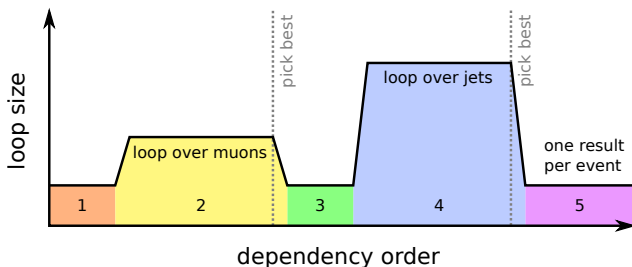 loop size
pick best
pick best
loop over jets
loop over muons
one result
per event
1
2
3
4
5
dependency order